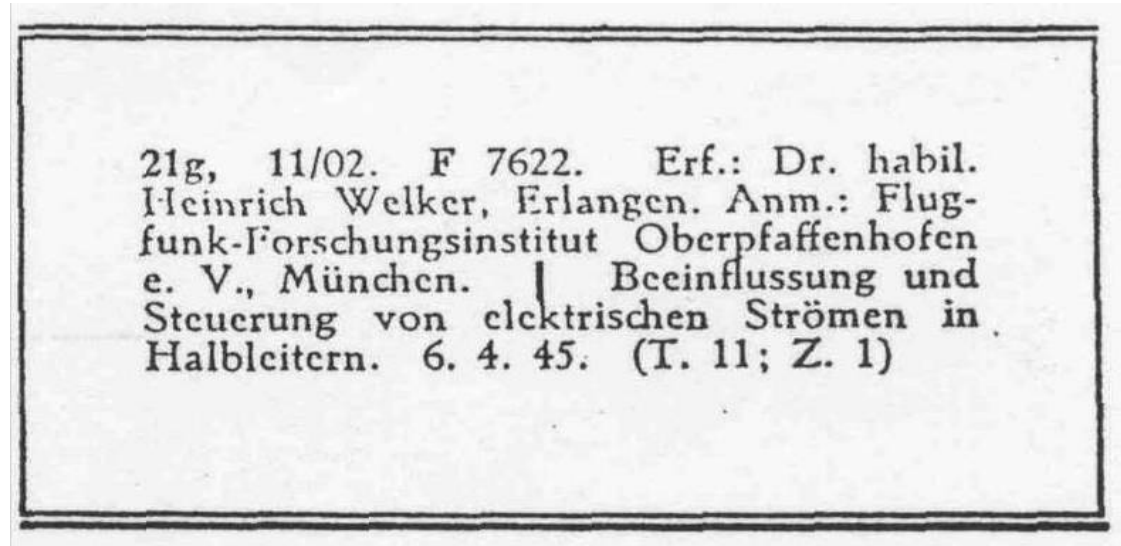 21g, 11/02. F 7622. Erf.: Dr. habil.
Heinrich Welker, Erlangen. Anm.: Flug-
funk-Forschungsinstitut Oberpfaffenhofen
e. V., München. | Beeinflussung und
Steuerung von elektrischen Strömen in
Halbleitern. 6. 4. 45. (T. 11; Z. 1)